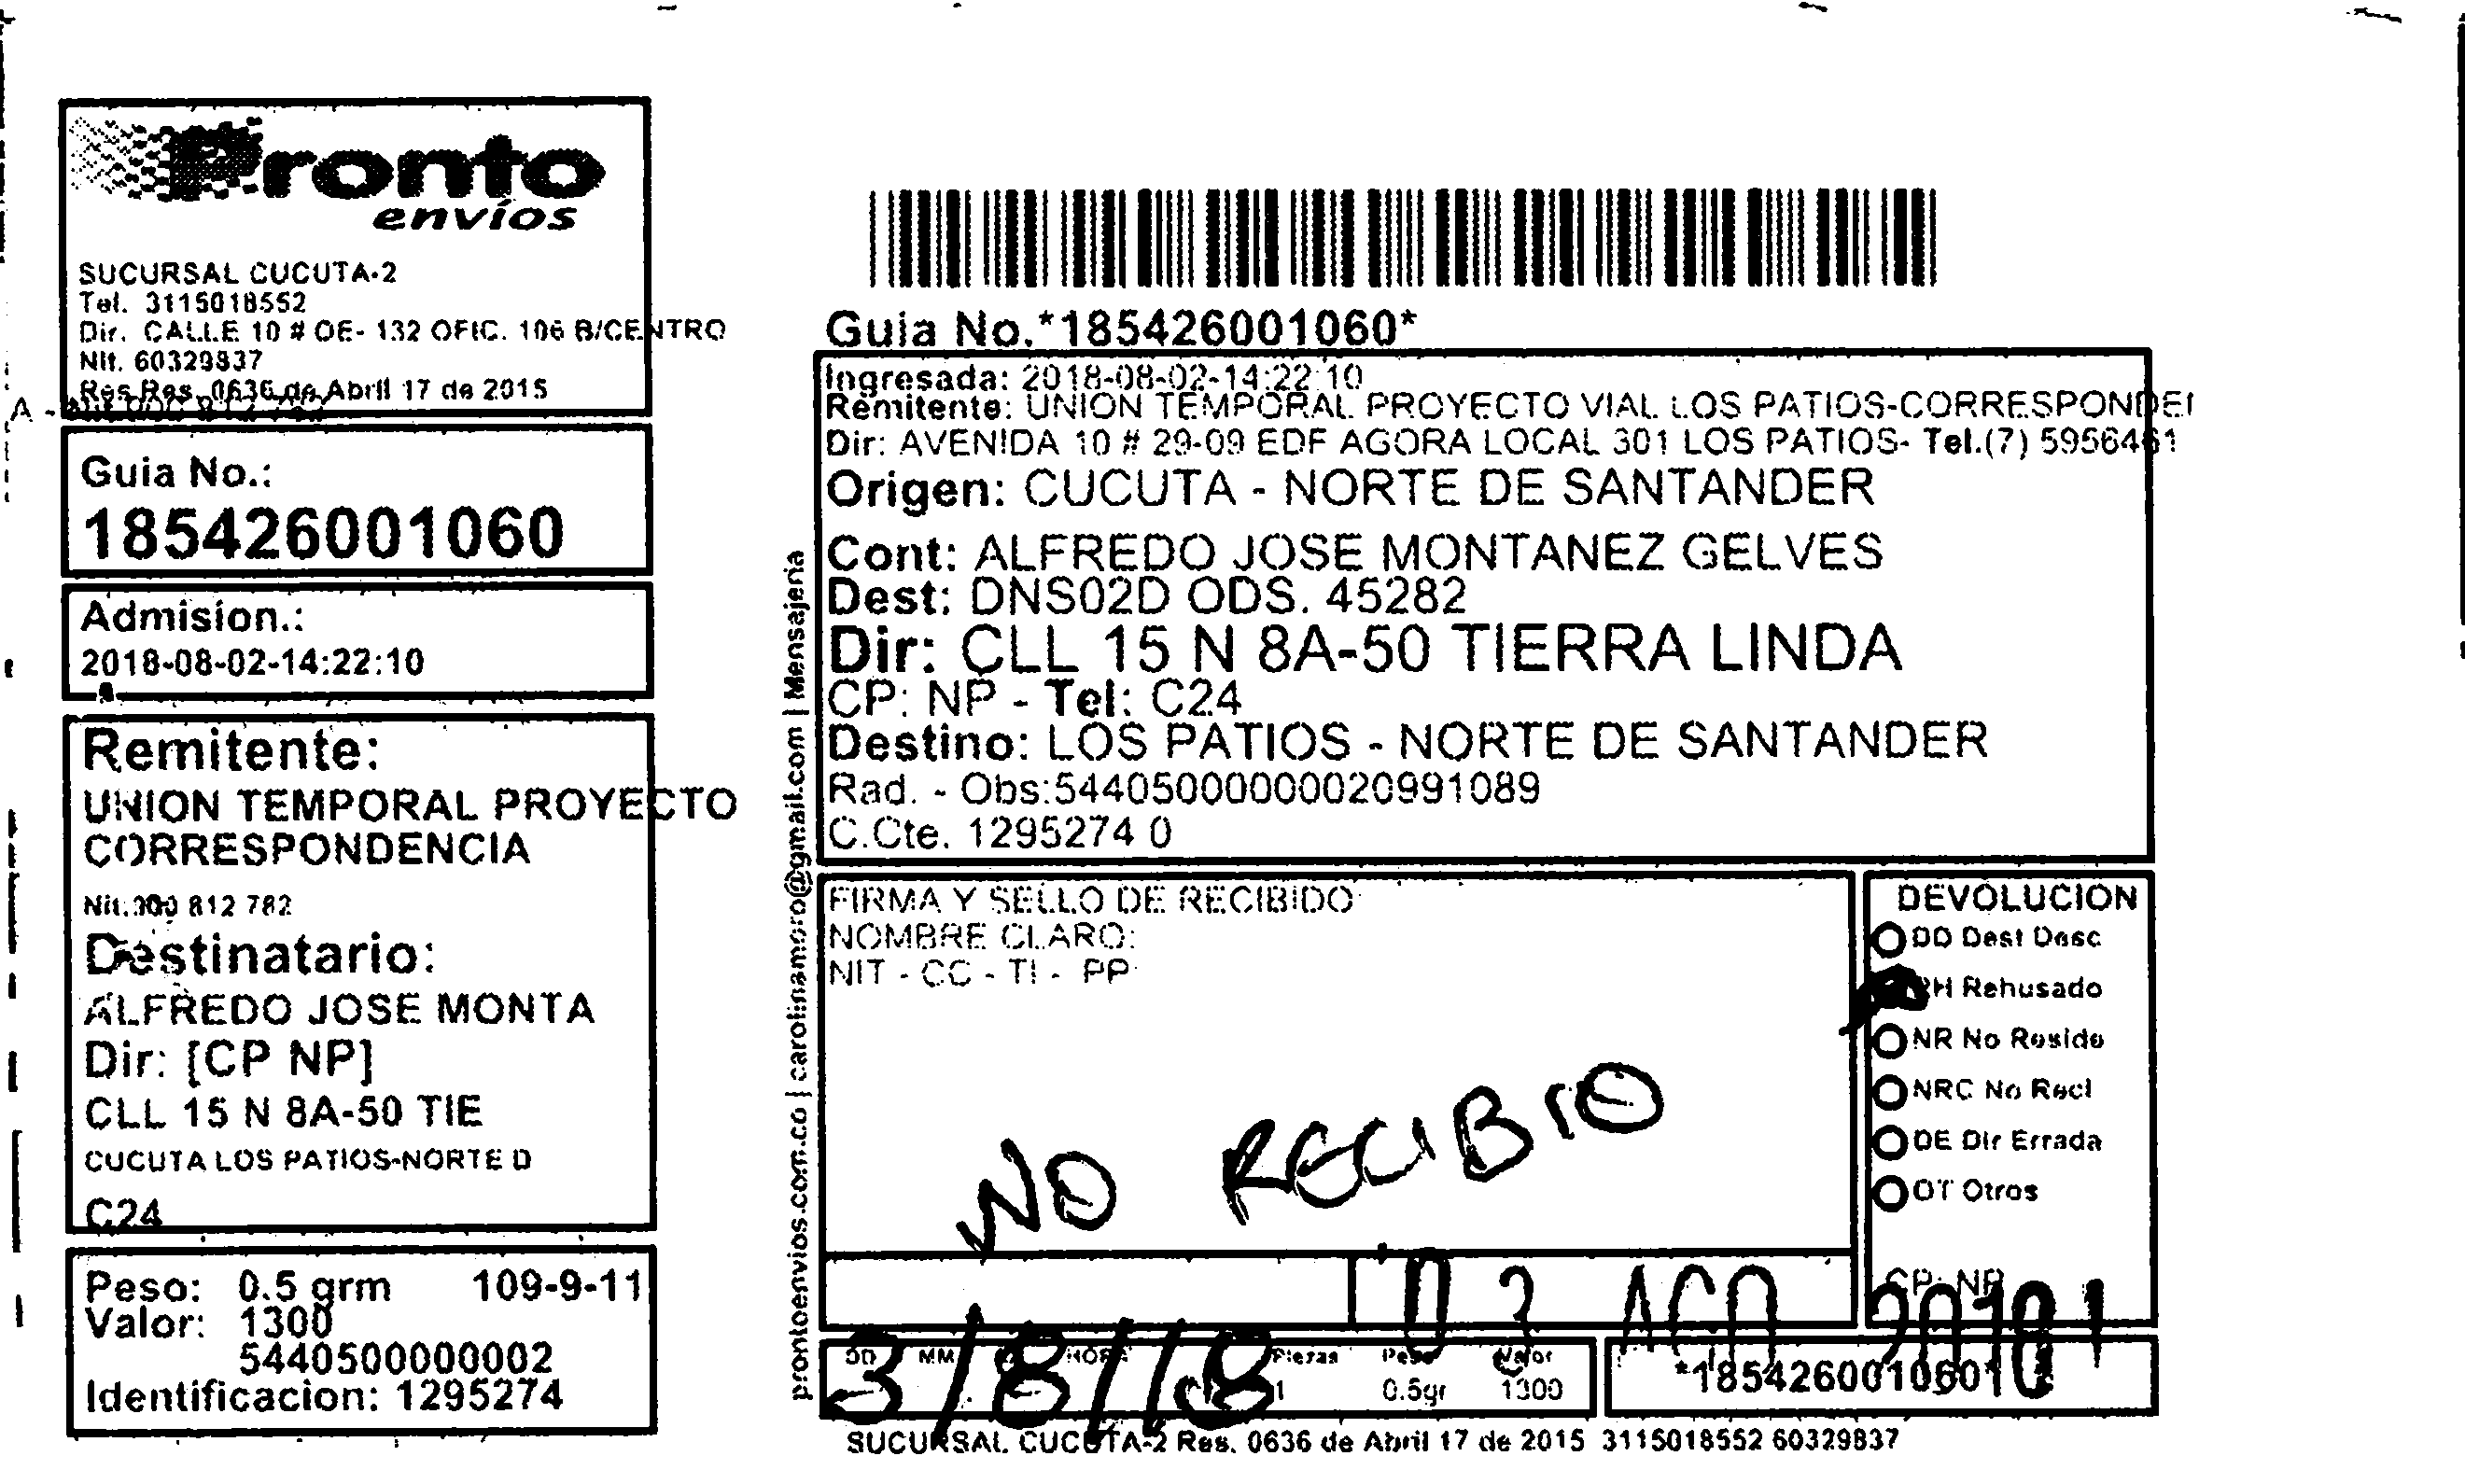 Pronto
envíos
SUCURSAL CUCUTA-2
Tel. 3115018552
Dir. CALLE 10 # OE- 132 OFIC. 106 B/CENTRO
Nit. 60329837
Res Res. 0636 de Abril 17 de 2015
Guia No.:
185426001060
Admision.:
2018-08-02-14:22:10
Remitente:
UNION TEMPORAL PROYECTO
CORRESPONDENCIA
Nit.900 812 782
Destinatario:
ALFREDO JOSE MONTA
Dir: [CP NP]
CLL 15 N 8A-50 TIE
CUCUTA LOS PATIOS-NORTE D
C24
Peso: 0.5 grm 109-9-11
Valor: 1300
5440500000002
Identificacion: 1295274
prontoenvios.com.co | carolinamoro@gmail.com | Mensajeria
Guia No.*185426001060*
Ingresada: 2018-08-02-14:22:10
Remitente: UNION TEMPORAL PROYECTO VIAL LOS PATIOS-CORRESPONDEI
Dir: AVENIDA 10 # 29-09 EDF AGORA LOCAL 301 LOS PATIOS- Tel.(7) 5956461
Origen: CUCUTA - NORTE DE SANTANDER
Cont: ALFREDO JOSE MONTANEZ GELVES
Dest: DNS02D ODS. 45282
Dir: CLL 15 N 8A-50 TIERRA LINDA
CP: NP - Tel: C24
Destino: LOS PATIOS - NORTE DE SANTANDER
Rad. - Obs:5440500000020991089
C.Cte. 1295274 0
FIRMA Y SELLO DE RECIBIDO
NOMBRE CLARO:
NIT - CC - TI - PP
NO RECIBIO
DEVOLUCION
DD Dest Desc
RH Rehusado
NR No Reside
NRC No Recl
DE Dir Errada
OT Otros
CP: NP
03 AGO 2018
DD MM HORA Piezas Peso Valor
3/8/18 1 0.5gr 1300
*185426001060*
SUCURSAL CUCUTA-2 Res. 0636 de Abril 17 de 2015 3115018552 60329837